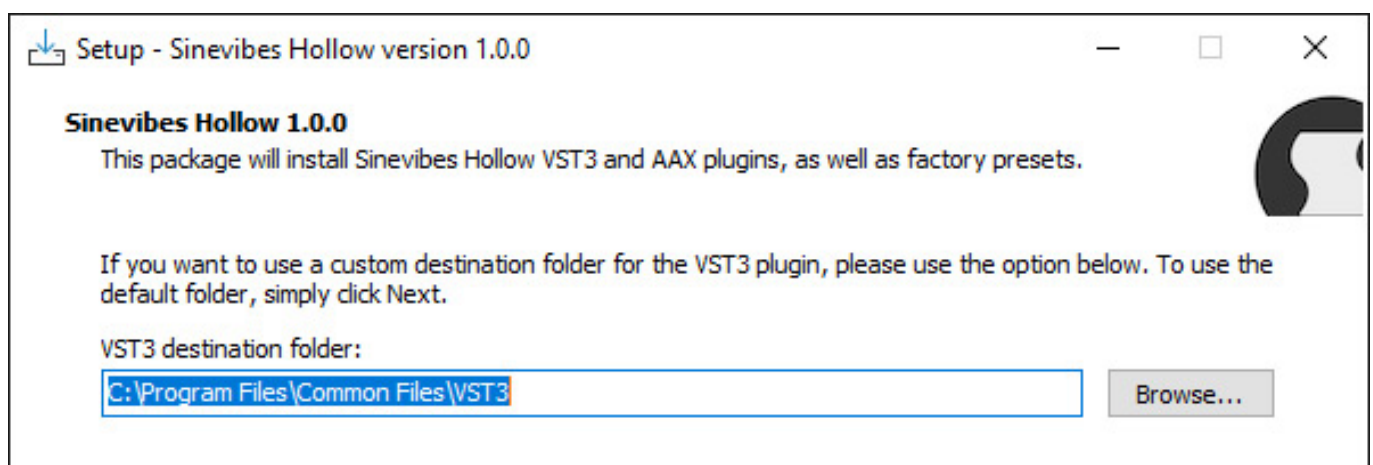 Setup - Sinevibes Hollow version 1.0.0
Sinevibes Hollow 1.0.0
This package will install Sinevibes Hollow VST3 and AAX plugins, as well as factory presets.
If you want to use a custom destination folder for the VST3 plugin, please use the option below. To use the
default folder, simply click Next.
VST3 destination folder:
C:\Program Files\Common Files\VST3
Browse...